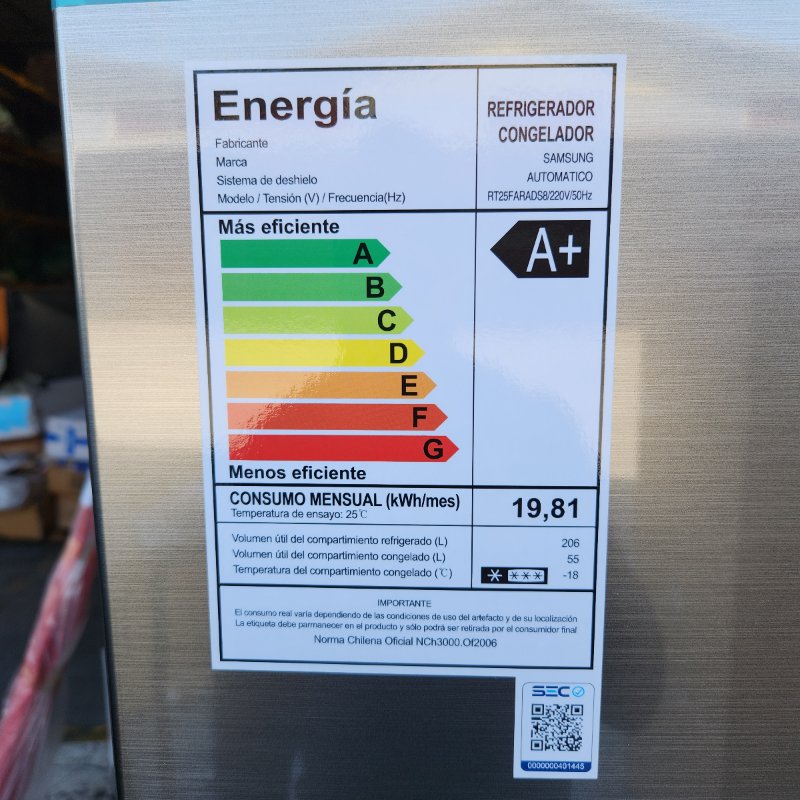 Energía
REFRIGERADOR
CONGELADOR
Fabricante
Marca
SAMSUNG
Sistema de deshielo
AUTOMATICO
Modelo / Tensión (V) / Frecuencia(Hz)
RT25FARADS8/220V/50Hz
Más eficiente
A
A+
B
C
D
E
F
G
Menos eficiente
CONSUMO MENSUAL (kWh/mes)
19,81
Temperatura de ensayo: 25℃
Volumen útil del compartimiento refrigerado (L)
206
Volumen útil del compartimiento congelado (L)
55
Temperatura del compartimiento congelado (℃)
-18
IMPORTANTE
El consumo real varía dependiendo de las condiciones de uso del artefacto y de su localización
La etiqueta debe parmanecer en el producto y sólo podrá ser retirada por el consumidor final
Norma Chilena Oficial NCh3000.Of2006
SEC
0000000401445